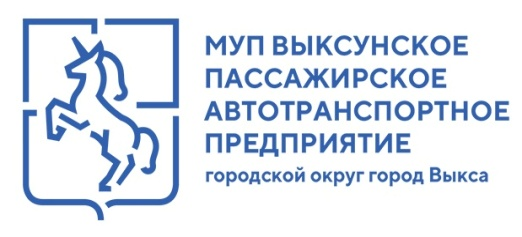 МУП ВЫКСУНСКОЕ
ПАССАЖИРСКОЕ
АВТОТРАНСПОРТНОЕ
ПРЕДПРИЯТИЕ
городской округ город Выкса